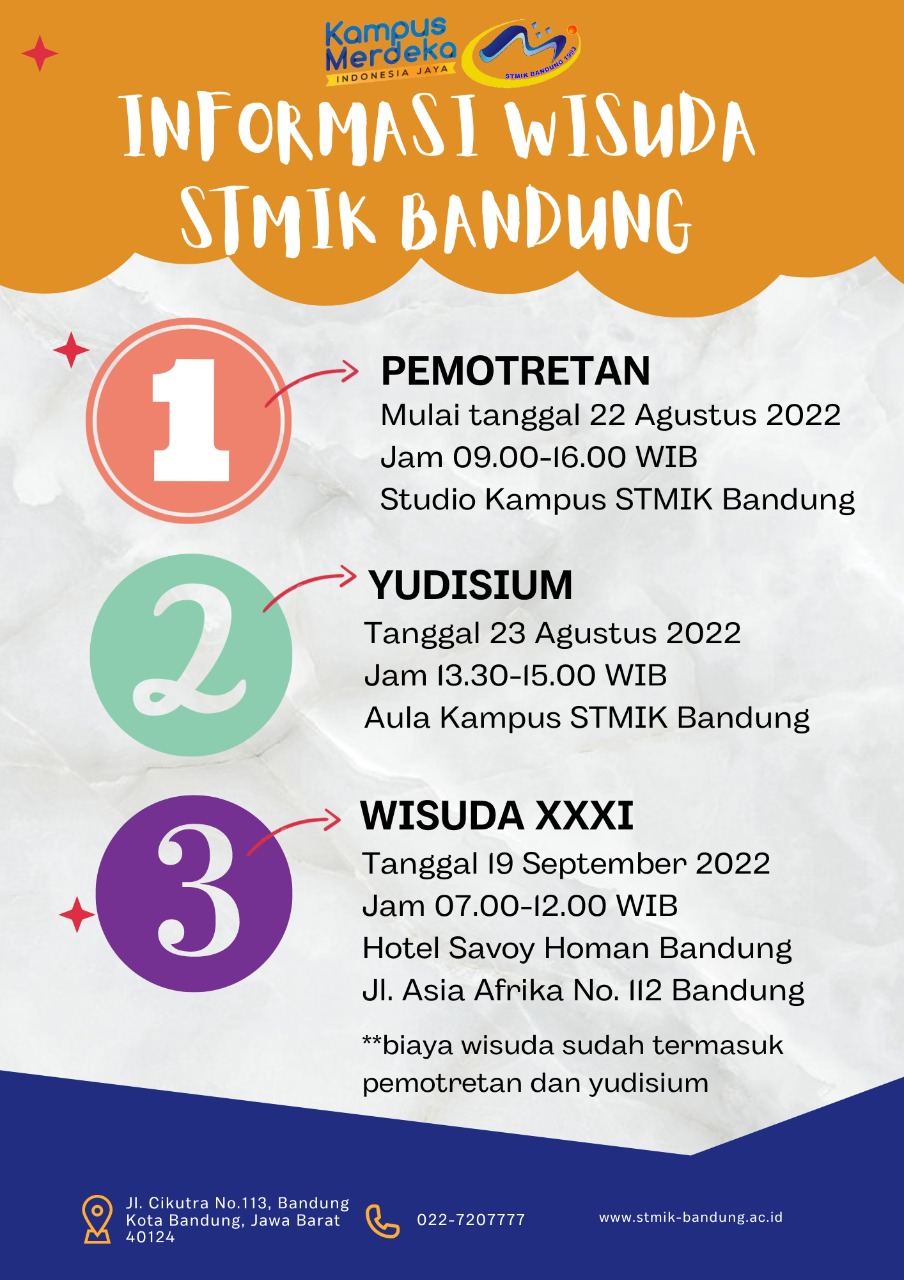 Kampus
Merdeka
INDONESIA JAYA
STMIK BANDUNG 1993
INFORMASI WISUDA
STMIK BANDUNG
1
PEMOTRETAN
Mulai tanggal 22 Agustus 2022
Jam 09.00-16.00 WIB
Studio Kampus STMIK Bandung
2
YUDISIUM
Tanggal 23 Agustus 2022
Jam 13.30-15.00 WIB
Aula Kampus STMIK Bandung
3
WISUDA XXXI
Tanggal 19 September 2022
Jam 07.00-12.00 WIB
Hotel Savoy Homan Bandung
Jl. Asia Afrika No. 112 Bandung
**biaya wisuda sudah termasuk
pemotretan dan yudisium
Jl. Cikutra No.113, Bandung
Kota Bandung, Jawa Barat
40124
022-7207777
www.stmik-bandung.ac.id